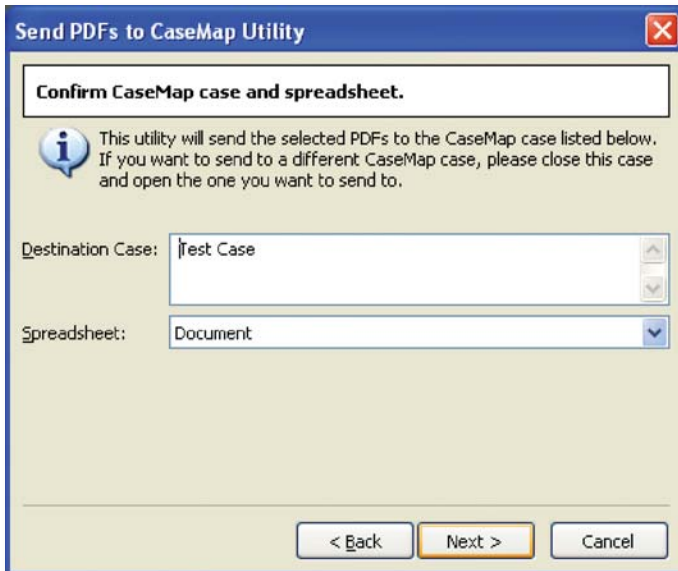 Send PDFs to CaseMap Utility
Confirm CaseMap case and spreadsheet.
This utility will send the selected PDFs to the CaseMap case listed below.
If you want to send to a different CaseMap case, please close this case
and open the one you want to send to.
Destination Case: Test Case
Spreadsheet: Document
< Back Next > Cancel